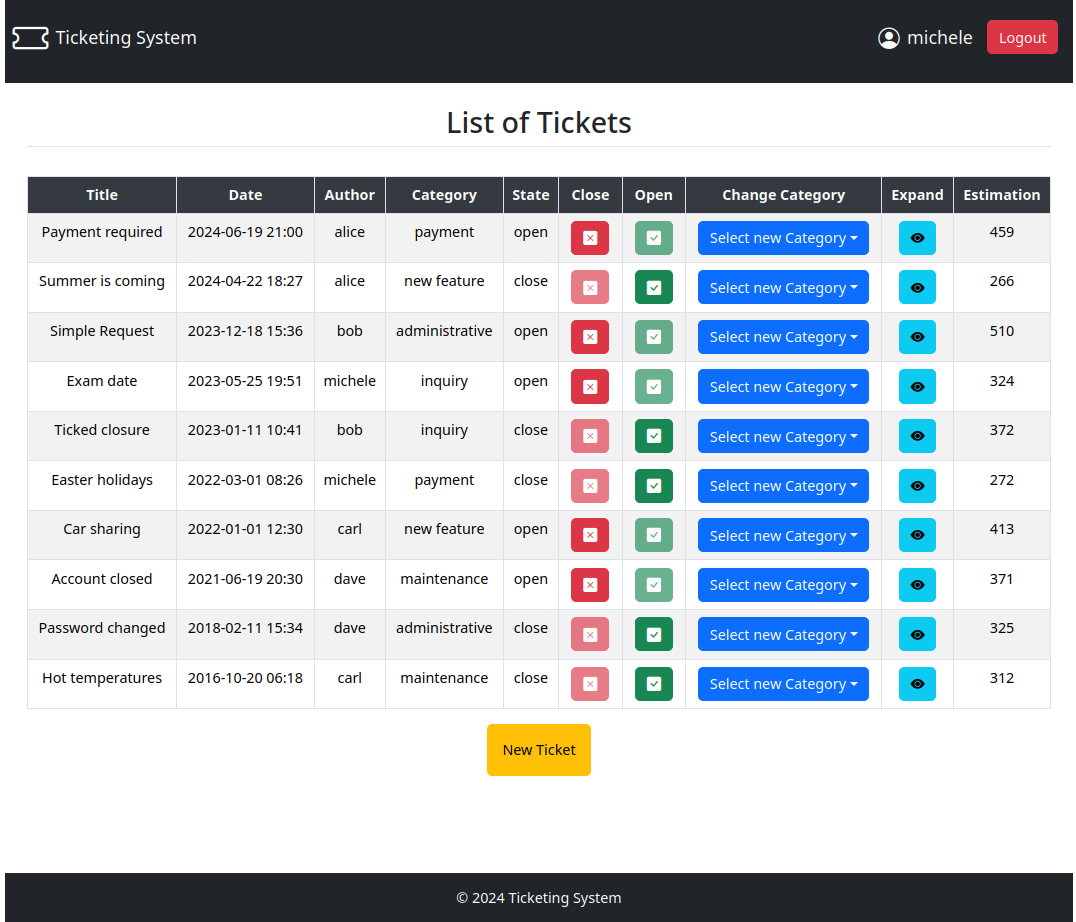 Ticketing System michele Logout
List of Tickets
Title Date Author Category State Close Open Change Category Expand Estimation
Payment required 2024-06-19 21:00 alice payment open Select new Category 459
Summer is coming 2024-04-22 18:27 alice new feature close Select new Category 266
Simple Request 2023-12-18 15:36 bob administrative open Select new Category 510
Exam date 2023-05-25 19:51 michele inquiry open Select new Category 324
Ticked closure 2023-01-11 10:41 bob inquiry close Select new Category 372
Easter holidays 2022-03-01 08:26 michele payment close Select new Category 272
Car sharing 2022-01-01 12:30 carl new feature open Select new Category 413
Account closed 2021-06-19 20:30 dave maintenance open Select new Category 371
Password changed 2018-02-11 15:34 dave administrative close Select new Category 325
Hot temperatures 2016-10-20 06:18 carl maintenance close Select new Category 312
New Ticket
© 2024 Ticketing System